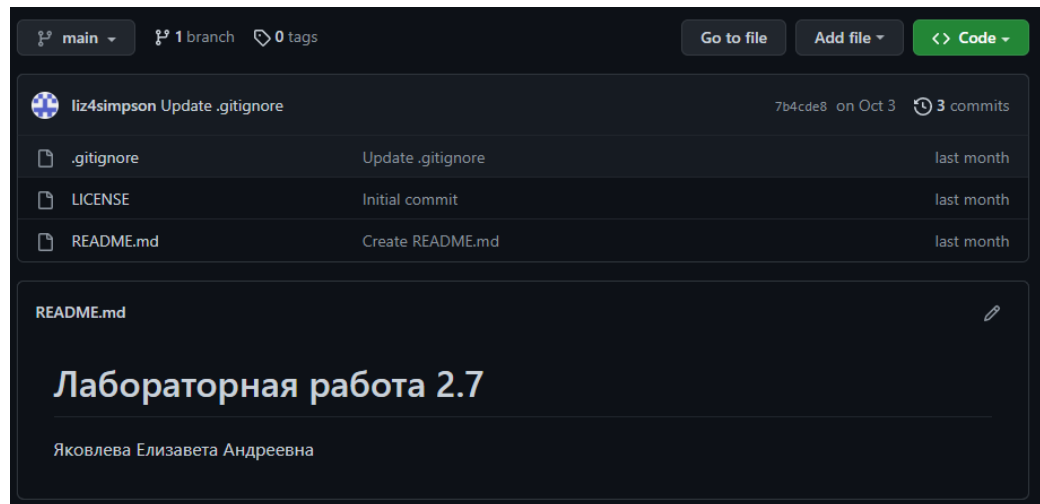 main 1 branch 0 tags Go to file Add file <> Code
liz4simpson Update .gitignore 7b4cde8 on Oct 3 3 commits
.gitignore Update .gitignore last month
LICENSE Initial commit last month
README.md Create README.md last month
README.md
Лабораторная работа 2.7
Яковлева Елизавета Андреевна